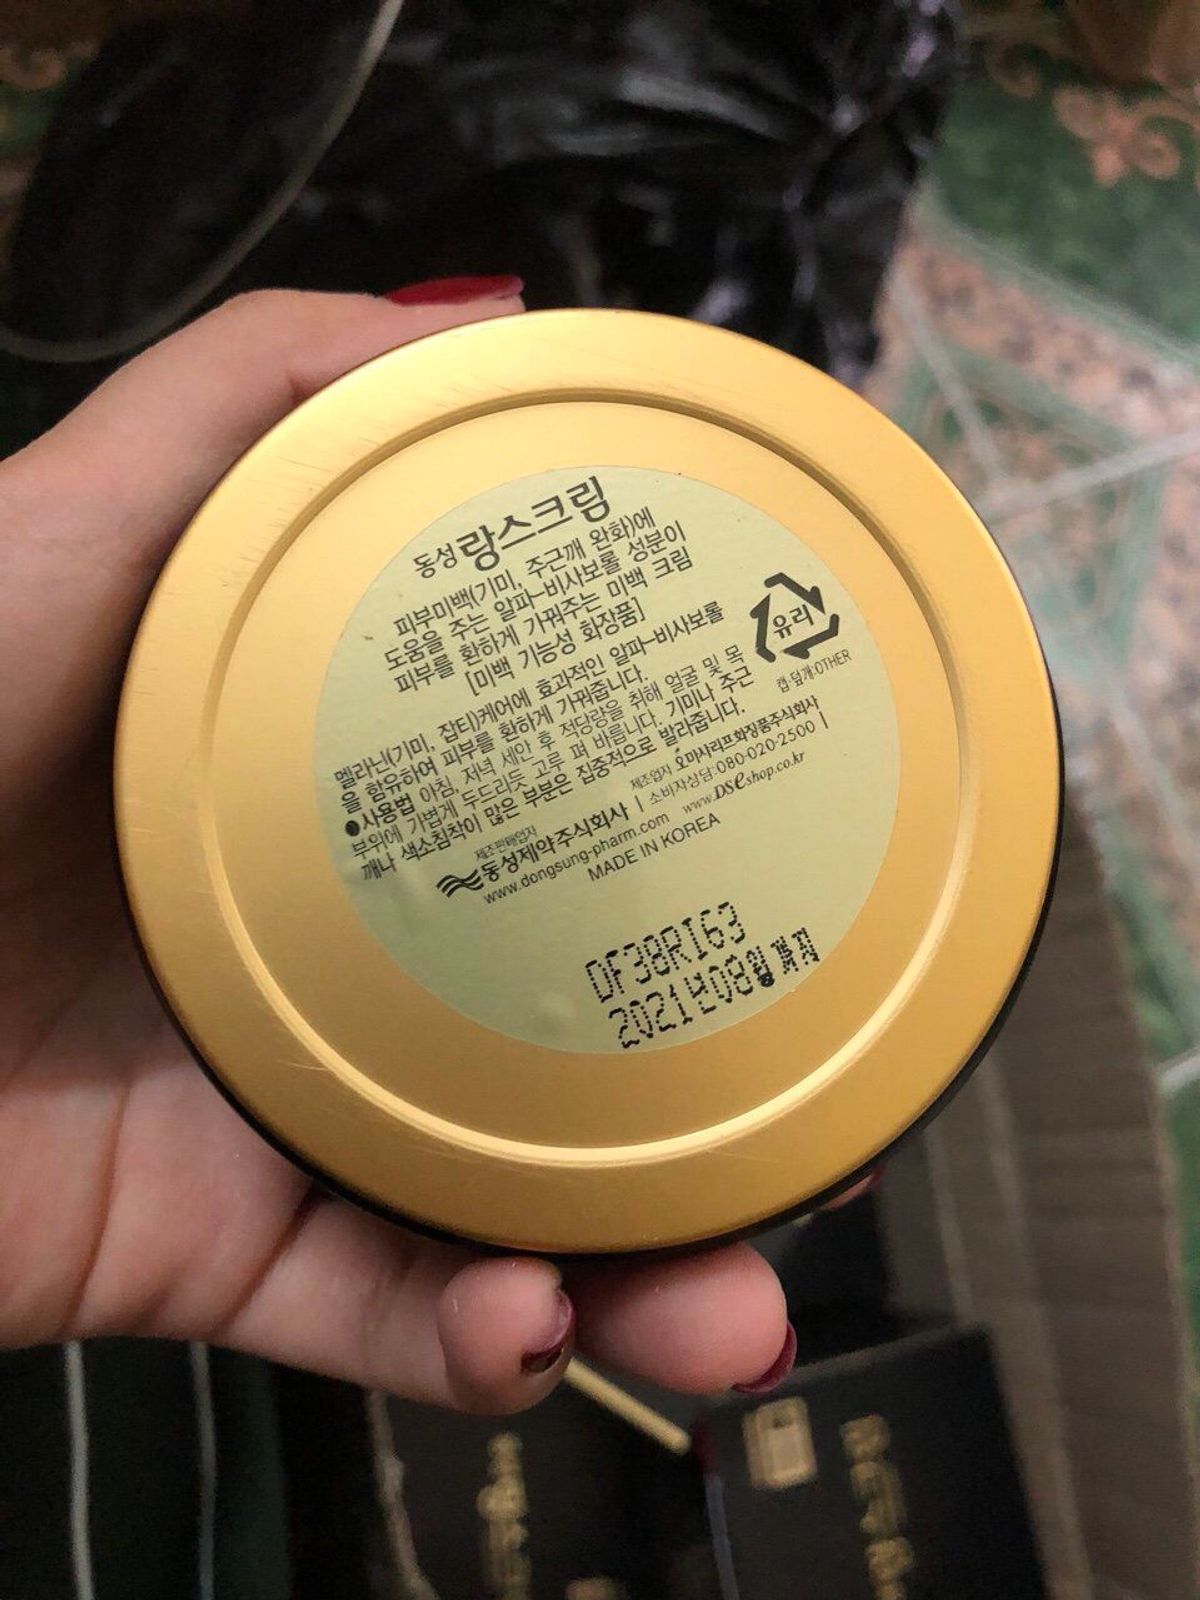 동성 랑스크림
피부미백(기미, 주근깨 완화)에
도움을 주는 알파-비사보롤 성분이
피부를 환하게 가꿔주는 미백 크림
[미백 기능성 화장품]
멜라닌(기미, 잡티)케어에 효과적인 알파-비사보롤
을 함유하여 피부를 환하게 가꿔줍니다.
●사용법 아침, 저녁 세안 후 적당량을 취해 얼굴 및 목
부위에 가볍게 두드리듯 고루 펴 바릅니다. 기미나 주근
깨나 색소침착이 많은 부분은 집중적으로 발라줍니다.
유리
캡·덮개:OTHER
제조업자 오마샤리프화장품주식회사
제조판매업자
동성제약주식회사 | 소비자상담:080-020-2500 |
www.dongsung-pharm.com www.DSeshop.co.kr
MADE IN KOREA
DF38RI63
2021년08월